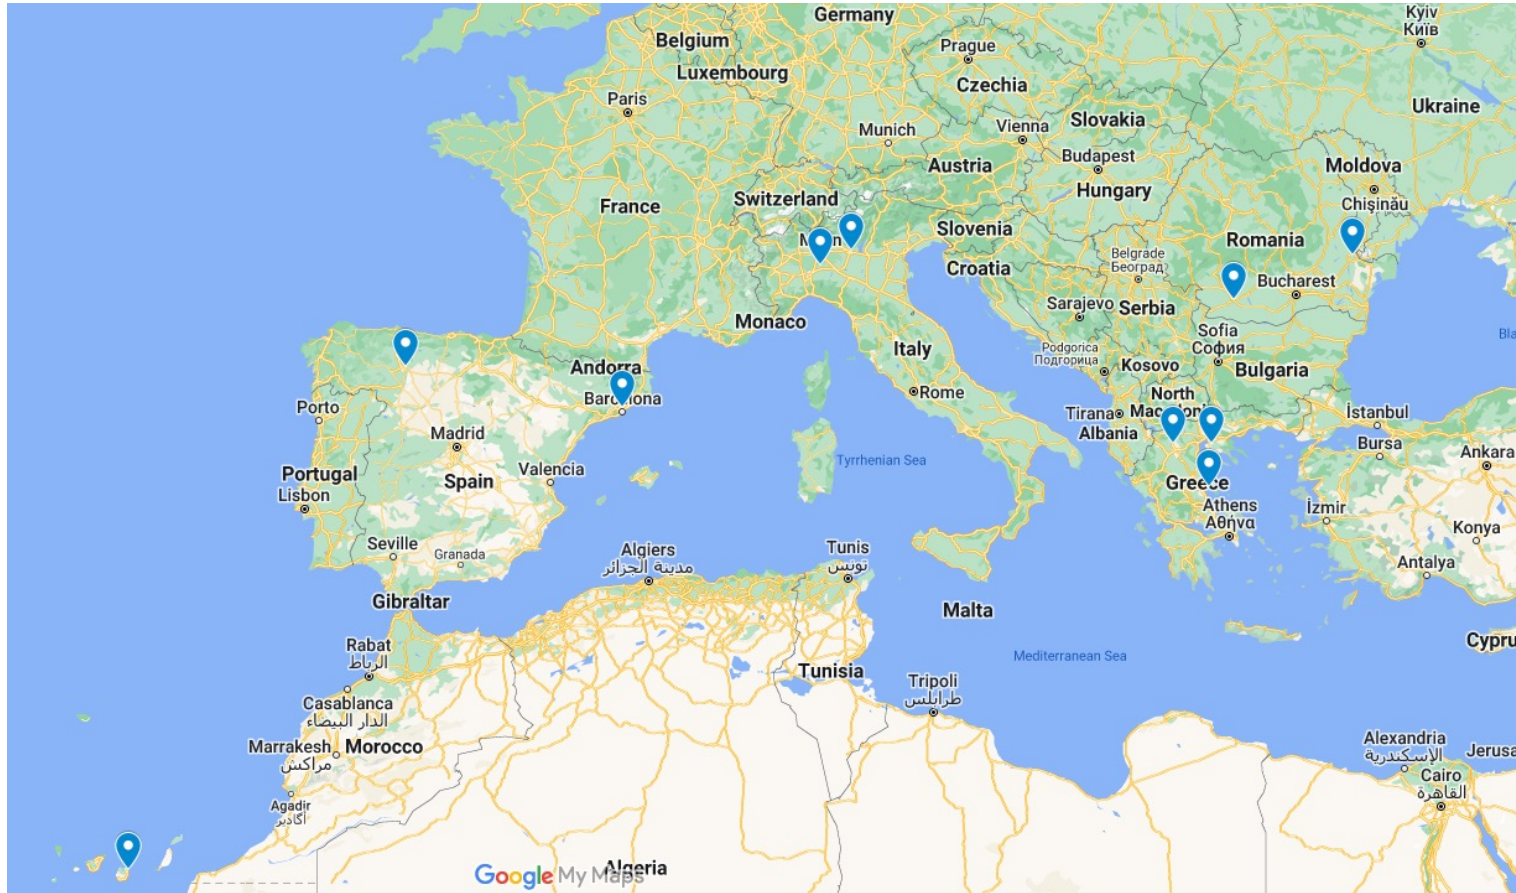 Germany
Kyiv
Київ
Belgium
Prague
Luxembourg
Czechia
Paris
Ukraine
Munich
Vienna
Slovakia
Austria
Budapest
Moldova
Switzerland
Hungary
Chişinău
France
Slovenia
Romania
Croatia
Belgrade
Београд
Bucharest
Sarajevo
Serbia
Monaco
Sofia
София
Italy
Podgorica
Подгорица
Kosovo
Bulgaria
Andorra
Rome
North
Barcelona
Porto
Tirana
Albania
İstanbul
Madrid
Bursa
Ankara
Portugal
Valencia
Tyrrhenian Sea
Spain
Greece
Lisbon
Athens
Αθήνα
İzmir
Konya
Seville
Granada
Algiers
مدينة الجزائر
Tunis
تونس
Antalya
Gibraltar
Malta
Rabat
الرباط
Mediterranean Sea
Cypru
Tunisia
Tripoli
طرابلس
Casablanca
الدار البيضاء
Marrakesh
مراكش
Morocco
Alexandria
الإسكندرية
Jerusa
Cairo
القاهرة
Agadir
أكادير
Algeria
Google My Maps